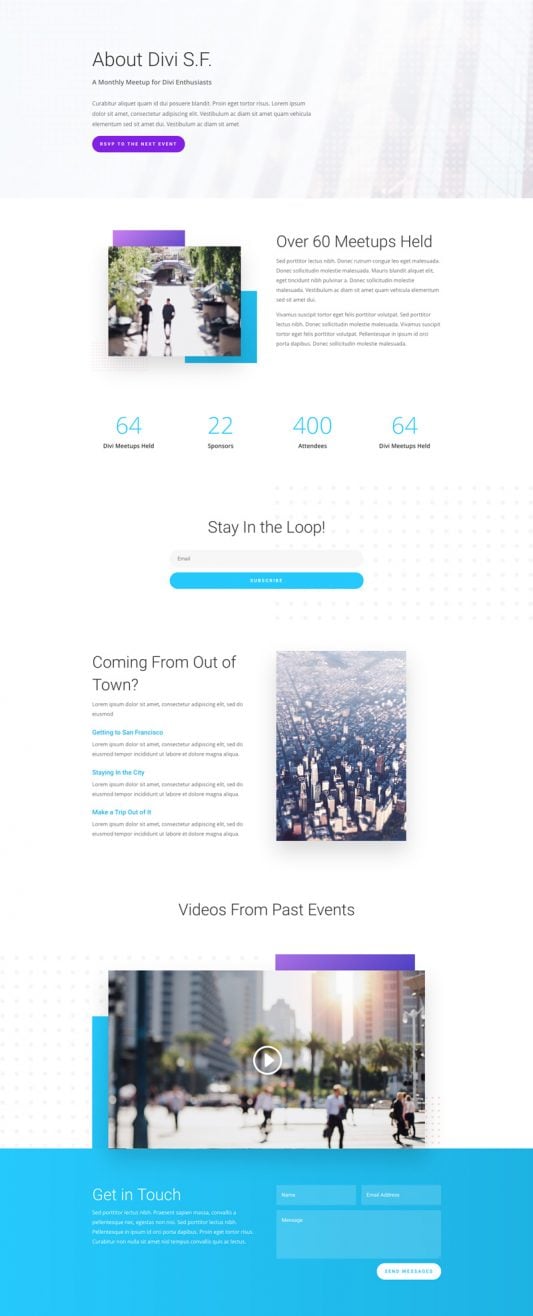 About Divi S.F.
A Monthly Meetup for Divi Enthusiasts
Curabitur aliquet quam id dui posuere blandit. Proin eget tortor risus. Lorem ipsum
dolor sit amet, consectetur adipiscing elit. Vestibulum ac diam sit amet quam vehicula
elementum sed sit amet dui. Vestibulum ac diam sit amet
RSVP TO THE NEXT EVENT
Over 60 Meetups Held
Sed porttitor lectus nibh. Donec rutrum congue leo eget malesuada.
Donec sollicitudin molestie malesuada. Mauris blandit aliquet elit,
eget tincidunt nibh pulvinar a. Donec sollicitudin molestie
malesuada. Vestibulum ac diam sit amet quam vehicula elementum
sed sit amet dui.
Vivamus suscipit tortor eget felis porttitor volutpat. Sed porttitor
lectus nibh. Donec sollicitudin molestie malesuada. Vivamus suscipit
tortor eget felis porttitor volutpat. Pellentesque in ipsum id orci
porta dapibus. Donec sollicitudin molestie malesuada.
64
22
400
64
Divi Meetups Held
Sponsors
Attendees
Divi Meetups Held
Stay In the Loop!
Email
SUBSCRIBE
Coming From Out of
Town?
Lorem ipsum dolor sit amet, consectetur adipiscing elit, sed do
eiusmod
Getting to San Francisco
Lorem ipsum dolor sit amet, consectetur adipiscing elit, sed do
eiusmod tempor incididunt ut labore et dolore magna aliqua.
Staying In the City
Lorem ipsum dolor sit amet, consectetur adipiscing elit, sed do
eiusmod tempor incididunt ut labore et dolore magna aliqua.
Make a Trip Out of It
Lorem ipsum dolor sit amet, consectetur adipiscing elit, sed do
eiusmod tempor incididunt ut labore et dolore magna aliqua.
Videos From Past Events
Get in Touch
Sed porttitor lectus nibh. Praesent sapien massa, convallis a
pellentesque nec, egestas non nisi. Sed porttitor lectus nibh.
Pellentesque in ipsum id orci porta dapibus. Proin eget tortor risus.
Curabitur non nulla sit amet nisl tempus convallis quis ac lectus.
Name
Email Address
Message
SEND MESSAGES